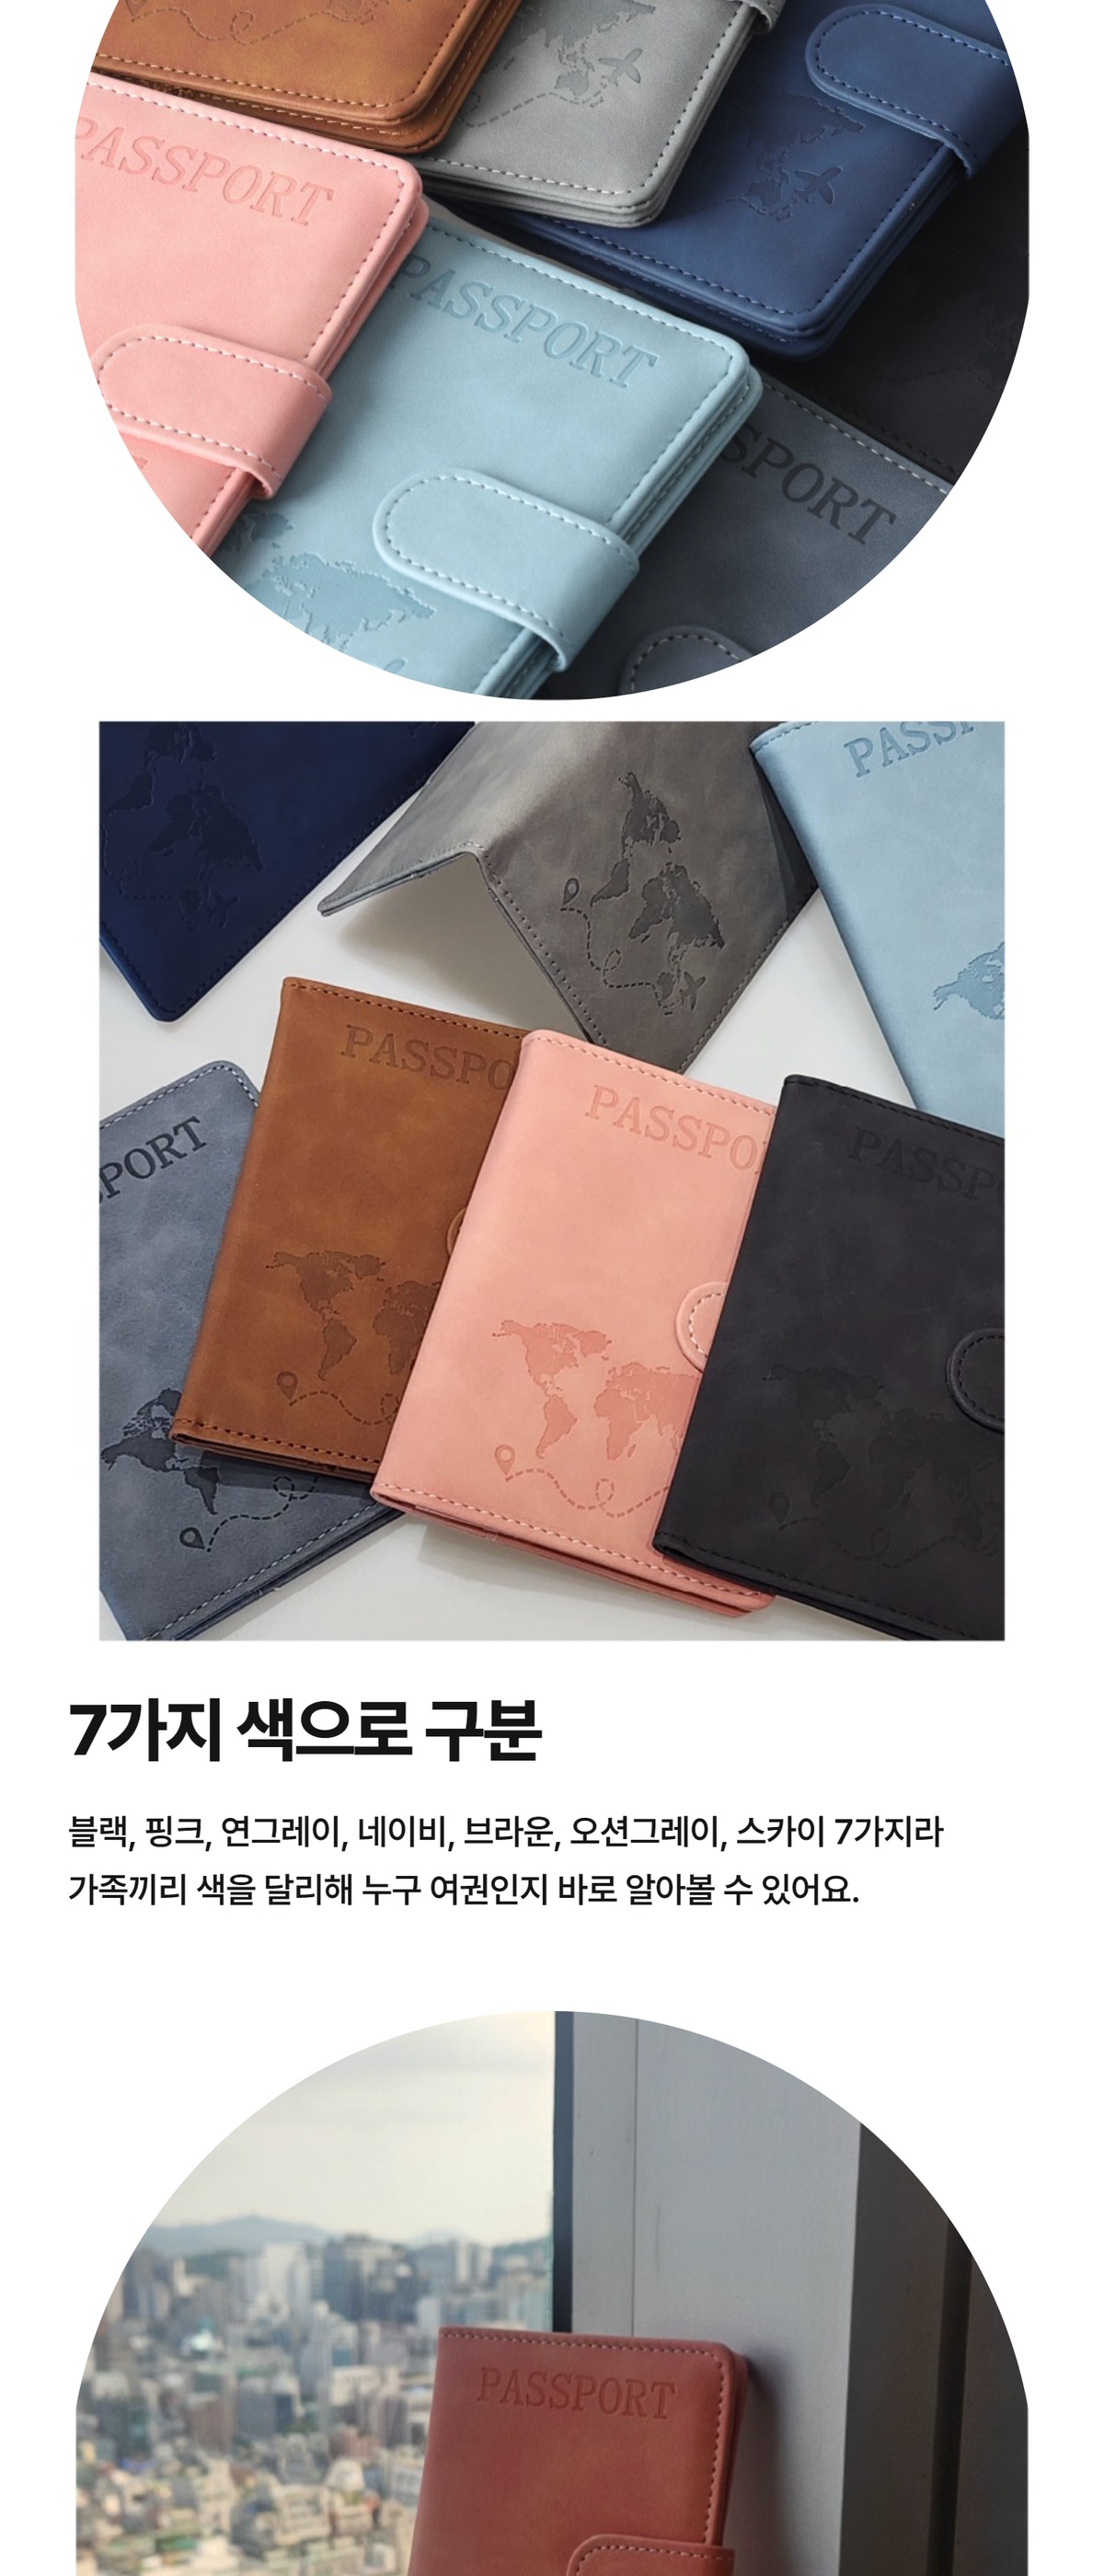 PASSPORT
PASSPORT
SPORT
PASSP
PASSPO
PASSPO
PORT
PASSP
7가지 색으로 구분
블랙, 핑크, 연그레이, 네이비, 브라운, 오션그레이, 스카이 7가지라
가족끼리 색을 달리해 누구 여권인지 바로 알아볼 수 있어요.
PASSPORT